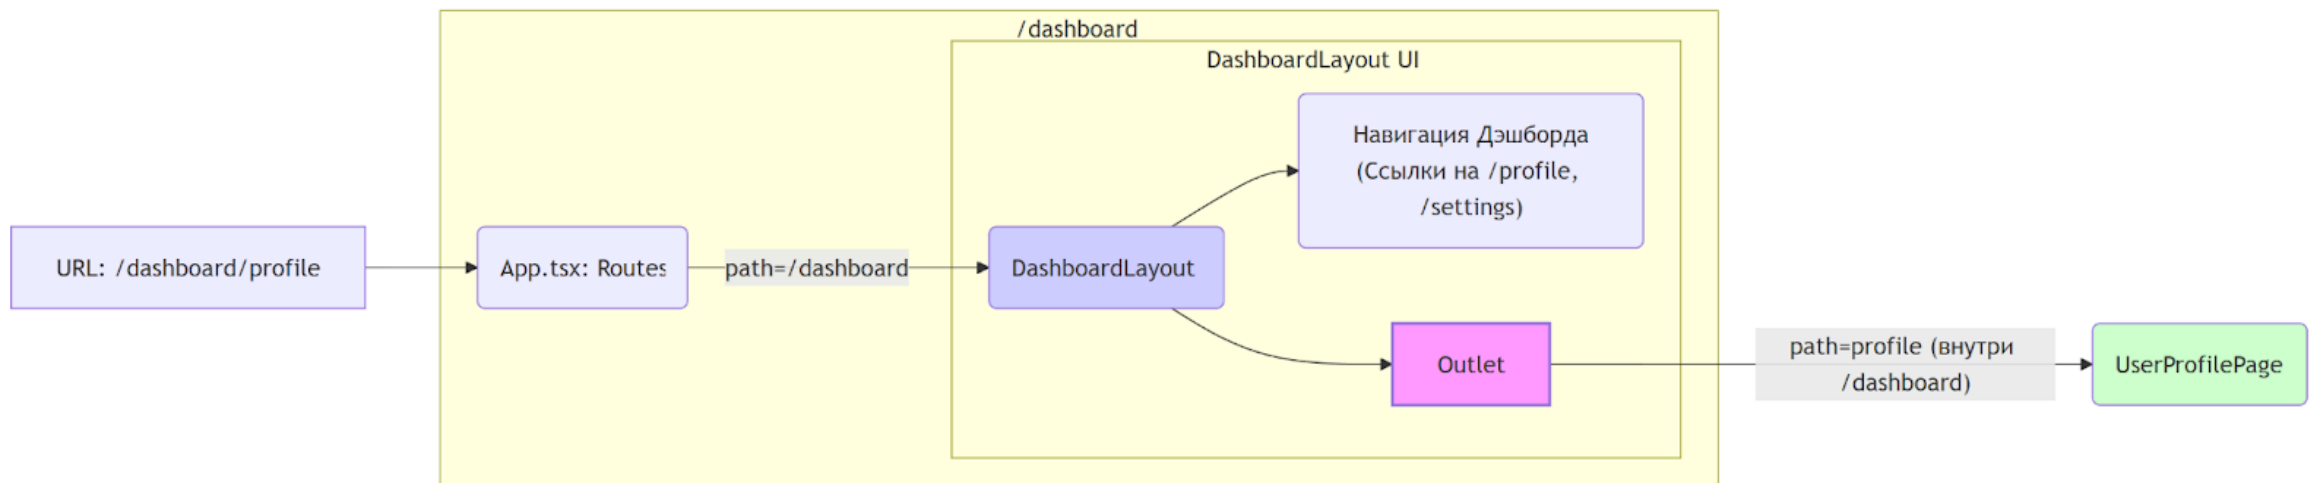 /dashboard
DashboardLayout UI
Навигация Дэшборда
(Ссылки на /profile,
/settings)
URL: /dashboard/profile
App.tsx: Routes
path=/dashboard
DashboardLayout
Outlet
path=profile (внутри
/dashboard)
UserProfilePage